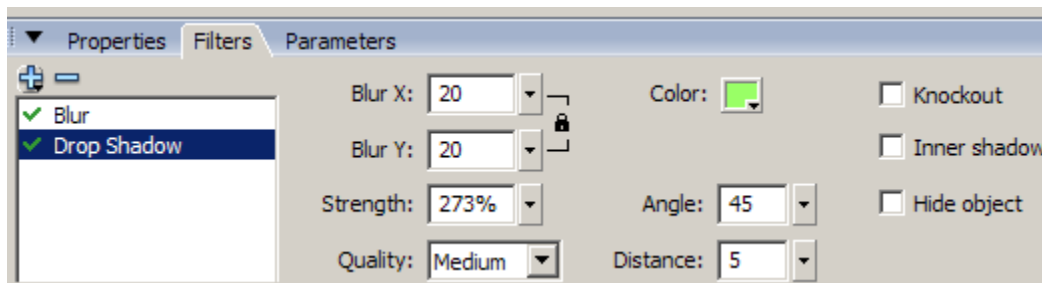 Properties Filters Parameters
Blur
Drop Shadow
Blur X: 20 Color: Knockout
Blur Y: 20 Inner shadow
Strength: 273% Angle: 45 Hide object
Quality: Medium Distance: 5